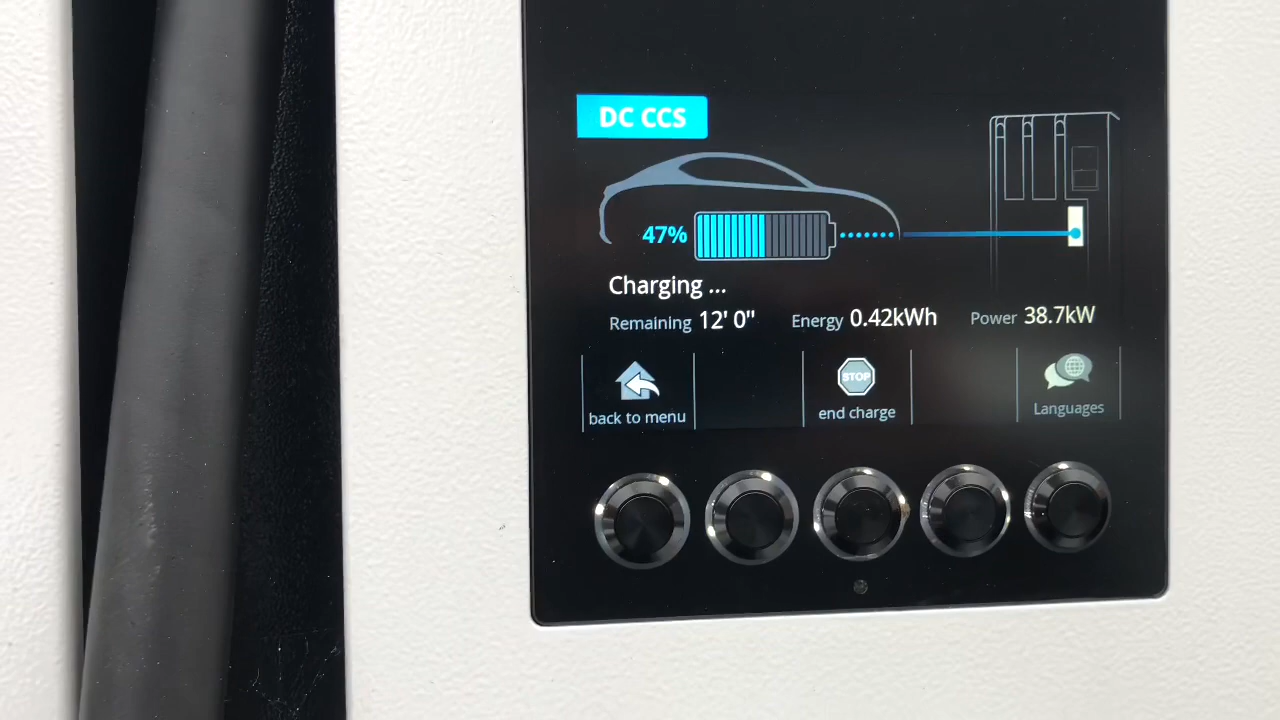 DC CCS
47%
Charging ...
Remaining 12' 0" Energy 0.42kWh Power 38.7kW
back to menu
STOP
end charge
Languages